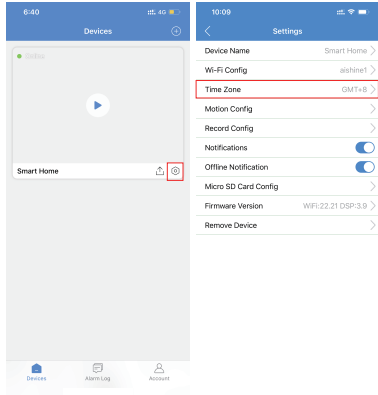 6:40
4G
Devices
Smart Home
Devices
Alarm Log
Account
10:09
Settings
Device Name Smart Home
Wi-Fi Config aishine1
Time Zone GMT+8
Motion Config
Record Config
Notifications
Offline Notification
Micro SD Card Config
Firmware Version WiFi:22.21 DSP:3.9
Remove Device